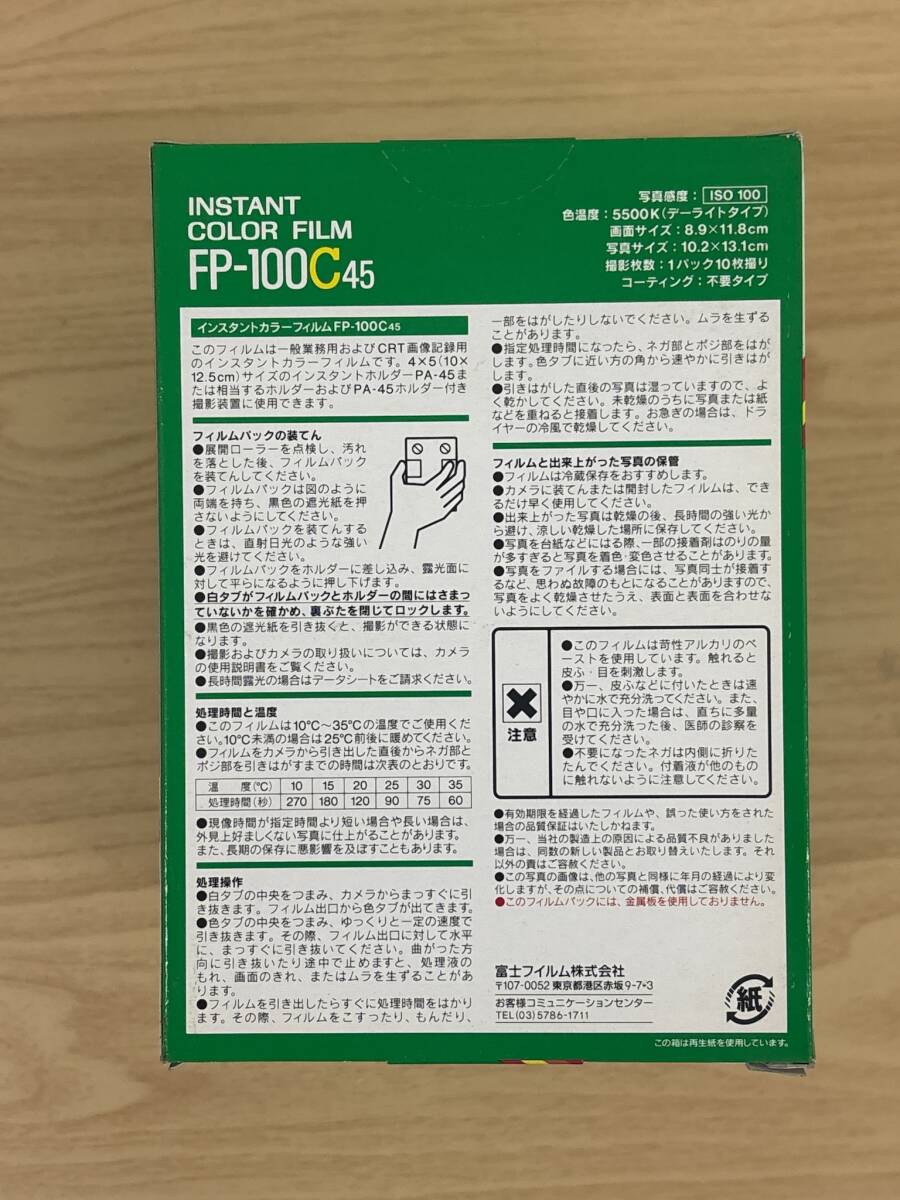 INSTANT
COLOR FILM
FP-100C45
写真感度：ISO 100
色温度：5500K（デーライトタイプ）
画面サイズ：8.9×11.8cm
写真サイズ：10.2×13.1cm
撮影枚数：1パック10枚撮り
コーティング：不要タイプ
インスタントカラーフィルムFP-100C45
このフィルムは一般業務用およびCRT画像記録用
のインスタントカラーフィルムです。4×5(10×
12.5cm)サイズのインスタントホルダーPA-45ま
たは相当するホルダーおよびPA-45ホルダー付き
撮影装置に使用できます。
フィルムパックの装てん
●展開ローラーを点検し、汚れ
を落とした後、フィルムパック
を装てんしてください。
●フィルムパックは図のように
両端を持ち、黒色の遮光紙を押
さないようにしてください。
●フィルムパックを装てんする
ときは、直射日光のような強い
光を避けてください。
●フィルムパックをホルダーに差し込み、露光面に
対して平らになるように押し下げます。
●白タブがフィルムパックとホルダーの間にはさまっ
ていないかを確かめ、裏ぶたを閉じてロックします。
●黒色の遮光紙を引き抜くと、撮影ができる状態に
なります。
●撮影およびカメラの取り扱いについては、カメラ
の使用説明書をご覧ください。
●長時間露光の場合はデータシートをご請求ください。
処理時間と温度
●このフィルムは10℃～35℃の温度でご使用くだ
さい。10℃未満の場合は25℃前後に暖めてください。
●フィルムをカメラから引き出した直後からネガ部と
ポジ部を引きはがすまでの時間は次表のとおりです。
温 度(℃) 10 15 20 25 30 35
処理時間(秒) 270 180 120 90 75 60
●現像時間が指定時間より短い場合や長い場合は、
外見上好ましくない写真に仕上がることがあります。
また、長期の保存に悪影響を及ぼすこともあります。
処理操作
●白タブの中央をつまみ、カメラからまっすぐに引
き抜きます。フィルム出口から色タブが出てきます。
●色タブの中央をつまみ、ゆっくりと一定の速度で
引き抜きます。その際、フィルム出口に対して水平
に、まっすぐに引き抜いてください。曲がった方
向に引き抜いたり途中で止めますと、処理液の
もれ、画面のきれ、またはムラを生ずることがあ
ります。
●フィルムを引き出したらすぐに処理時間をはかり
ます。その際、フィルムをこすったり、もんだり、
一部をはがしたりしないでください。ムラを生ずる
ことがあります。
●指定処理時間になったら、ネガ部とポジ部をはが
します。色タブに近い方の角から速やかに引きはが
します。
●引きはがした直後の写真は湿っていますので、よ
く乾かしてください。未乾燥のうちに写真または紙
などを重ねると接着します。お急ぎの場合は、ドラ
イヤーの冷風で乾燥してください。
フィルムと出来上がった写真の保管
●フィルムは冷蔵保存をおすすめします。
●カメラに装てんまたは開封したフィルムは、でき
るだけ早く使用してください。
●出来上がった写真は乾燥の後、長時間の強い光か
ら避け、涼しい乾燥した場所に保存してください。
●写真を台紙などにはる際、一部の接着剤はのりの量
が多すぎると写真を着色・変色させることがあります。
●写真をファイルする場合には、写真同士が接着す
るなど、思わぬ故障のもとになることがありますので、
写真をよく乾燥させたうえ、表面と表面を合わせな
いようにしてください。
注意
●このフィルムは苛性アルカリのペ
ーストを使用しています。触れると
皮ふ・目を刺激します。
●万一、皮ふなどに付いたときは速
やかに水で充分洗ってください。また、
目や口に入った場合は、直ちに多量
の水で充分洗った後、医師の診察を
受けてください。
●不要になったネガは内側に折りた
たんでください。付着液が他のもの
に触れないように注意してください。
●有効期限を経過したフィルムや、誤った使い方をされた
場合の品質保証はいたしかねます。
●万一、当社の製造上の原因による品質不良がありました
場合は、同数の新しい製品とお取り替えいたします。それ
以外の責はご容赦ください。
●この写真の画像は、他の写真と同様に年月の経過により変
化しますが、その点についての補償、代償はご容赦ください。
●このフィルムパックには、金属板を使用しておりません。
富士フイルム株式会社
〒107-0052 東京都港区赤坂9-7-3
お客様コミュニケーションセンター
TEL(03)5786-1711
紙
この箱は再生紙を使用しています。